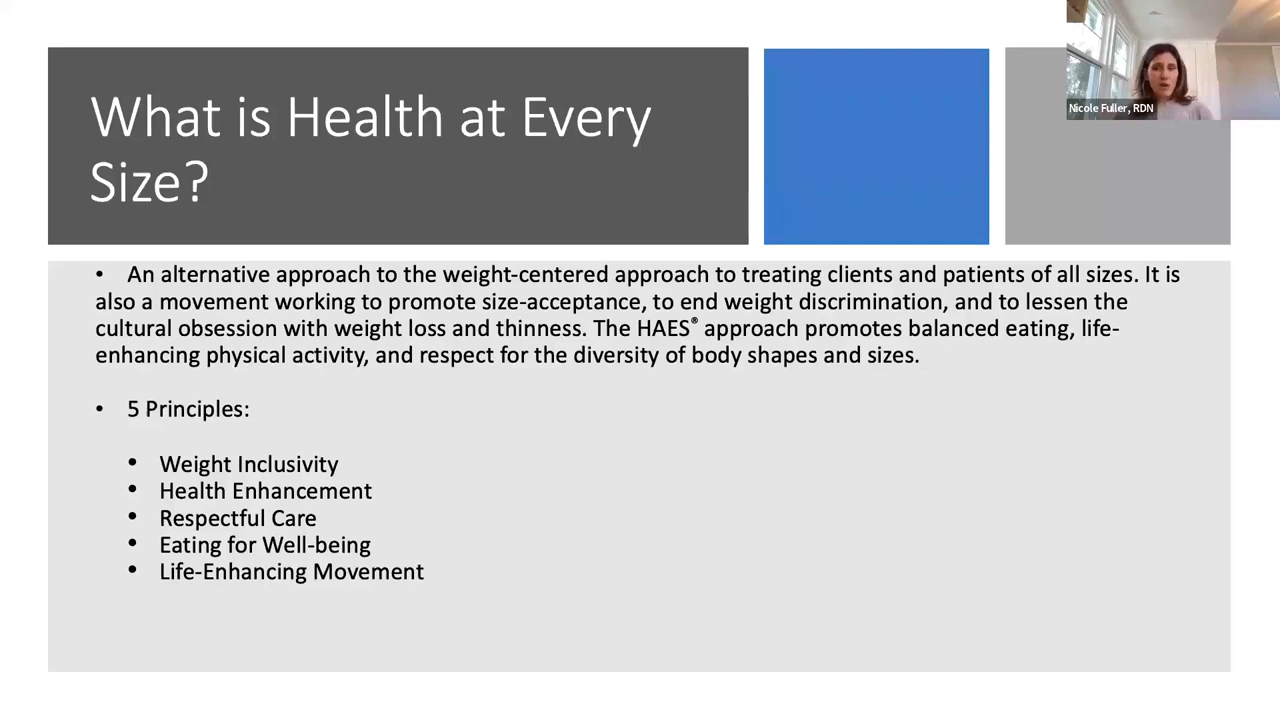 What is Health at Every
Size?
Nicole Fuller, RDN
• An alternative approach to the weight-centered approach to treating clients and patients of all sizes. It is
also a movement working to promote size-acceptance, to end weight discrimination, and to lessen the
cultural obsession with weight loss and thinness. The HAES® approach promotes balanced eating, life-
enhancing physical activity, and respect for the diversity of body shapes and sizes.
• 5 Principles:
• Weight Inclusivity
• Health Enhancement
• Respectful Care
• Eating for Well-being
• Life-Enhancing Movement